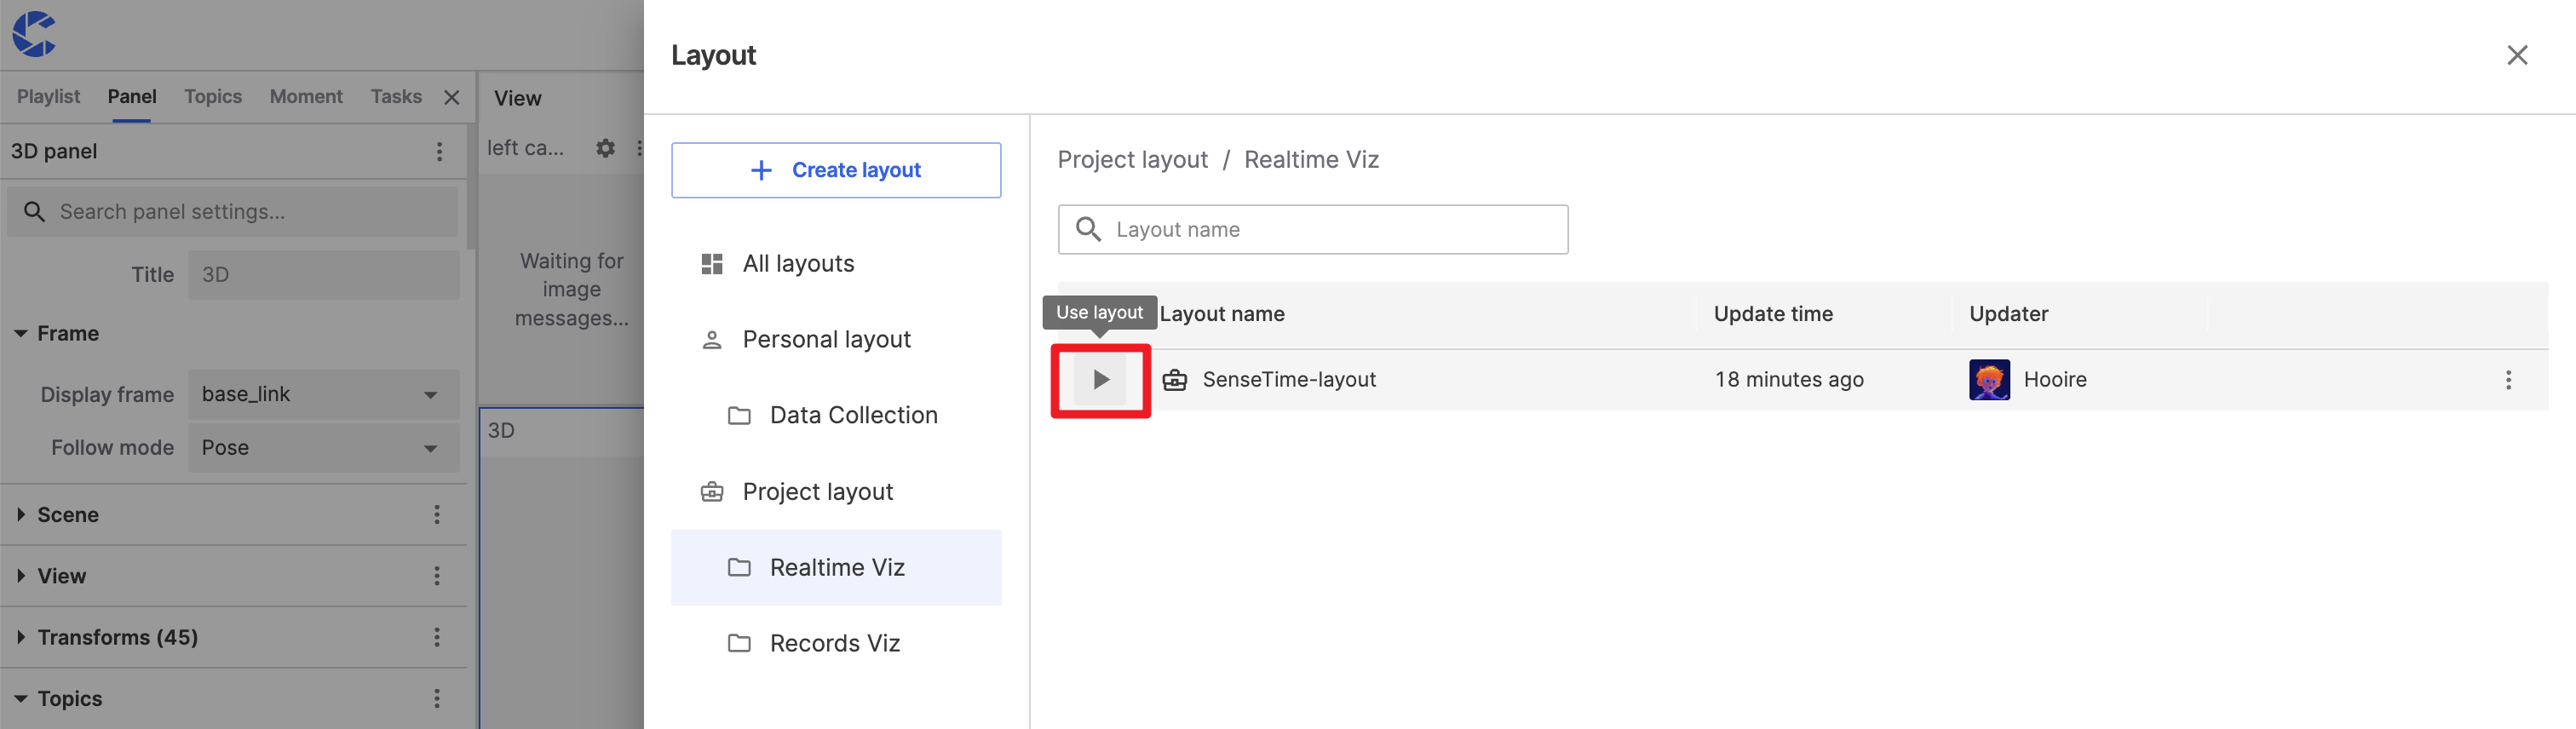 Layout
Playlist Panel Topics Moment Tasks
View
3D panel
left ca...
Search panel settings...
Title 3D
Waiting for
image
messages...
Frame
Display frame base_link
Follow mode Pose
3D
Scene
View
Transforms (45)
Topics
Create layout
All layouts
Personal layout
Data Collection
Project layout
Realtime Viz
Records Viz
Project layout / Realtime Viz
Layout name
Use layout
Layout name Update time Updater
SenseTime-layout 18 minutes ago Hooire